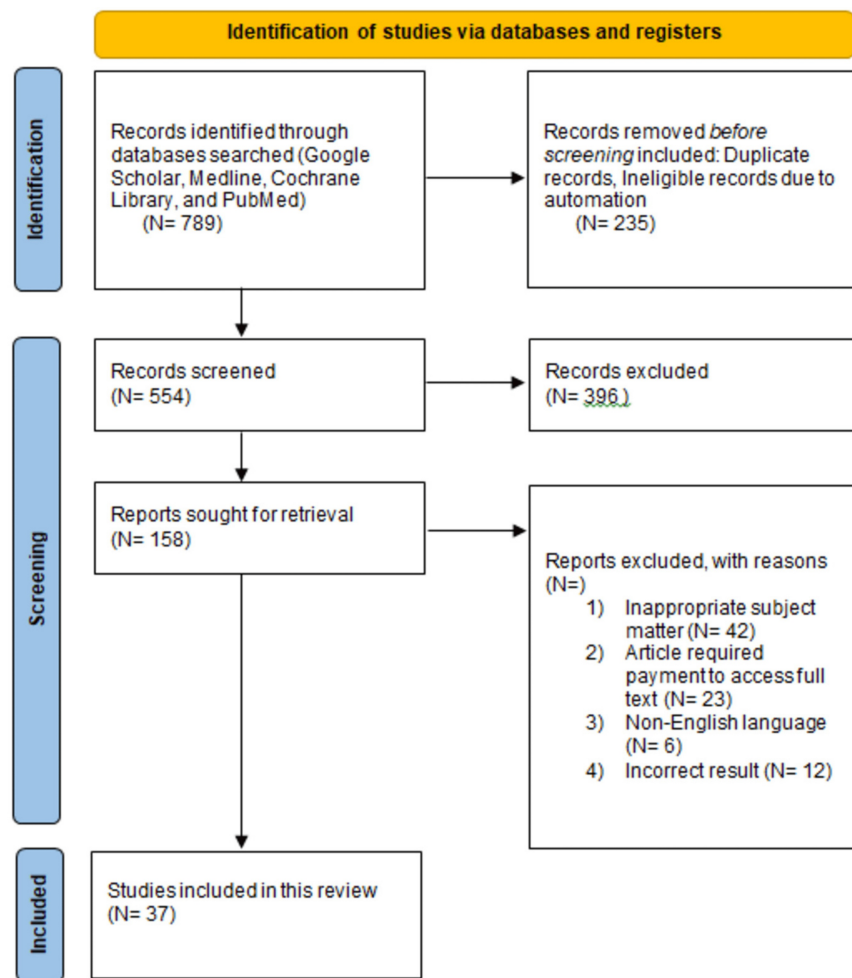 Identification of studies via databases and registers
Identification
Records identified through
databases searched (Google
Scholar, Medline, Cochrane
Library, and PubMed)
(N= 789)
Records removed before
screening included: Duplicate
records, Ineligible records due to
automation
(N= 235)
Screening
Records screened
(N= 554)
Records excluded
(N= 396 )
Reports sought for retrieval
(N= 158)
Reports excluded, with reasons
(N=)
1) Inappropriate subject
matter (N= 42)
2) Article required
payment to access full
text (N= 23)
3) Non-English language
(N= 6)
4) Incorrect result (N= 12)
Included
Studies included in this review
(N= 37)